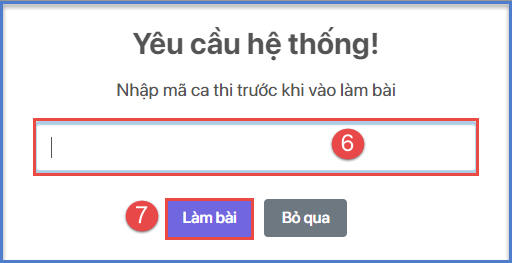 Yêu cầu hệ thống!
Nhập mã ca thi trước khi vào làm bài
6
7 Làm bài Bỏ qua